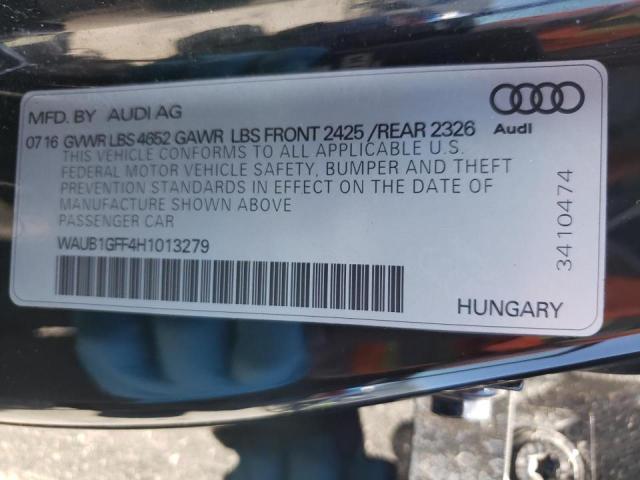 MFD. BY AUDI AG
07 16 GVWR LBS 4652 GAWR LBS FRONT 2425 /REAR 2326
THIS VEHICLE CONFORMS TO ALL APPLICABLE U.S.
FEDERAL MOTOR VEHICLE SAFETY, BUMPER AND THEFT
PREVENTION STANDARDS IN EFFECT ON THE DATE OF
MANUFACTURE SHOWN ABOVE
PASSENGER CAR
WAUB1GFF4H1013279
Audi
3410474
HUNGARY